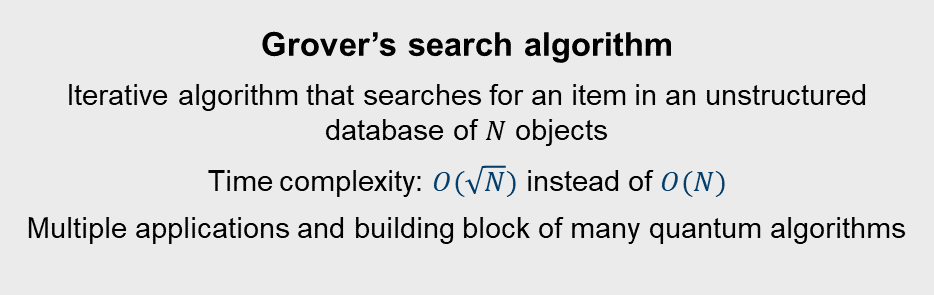 Grover’s search algorithm
Iterative algorithm that searches for an item in an unstructured
database of N objects
Time complexity: O(√N) instead of O(N)
Multiple applications and building block of many quantum algorithms